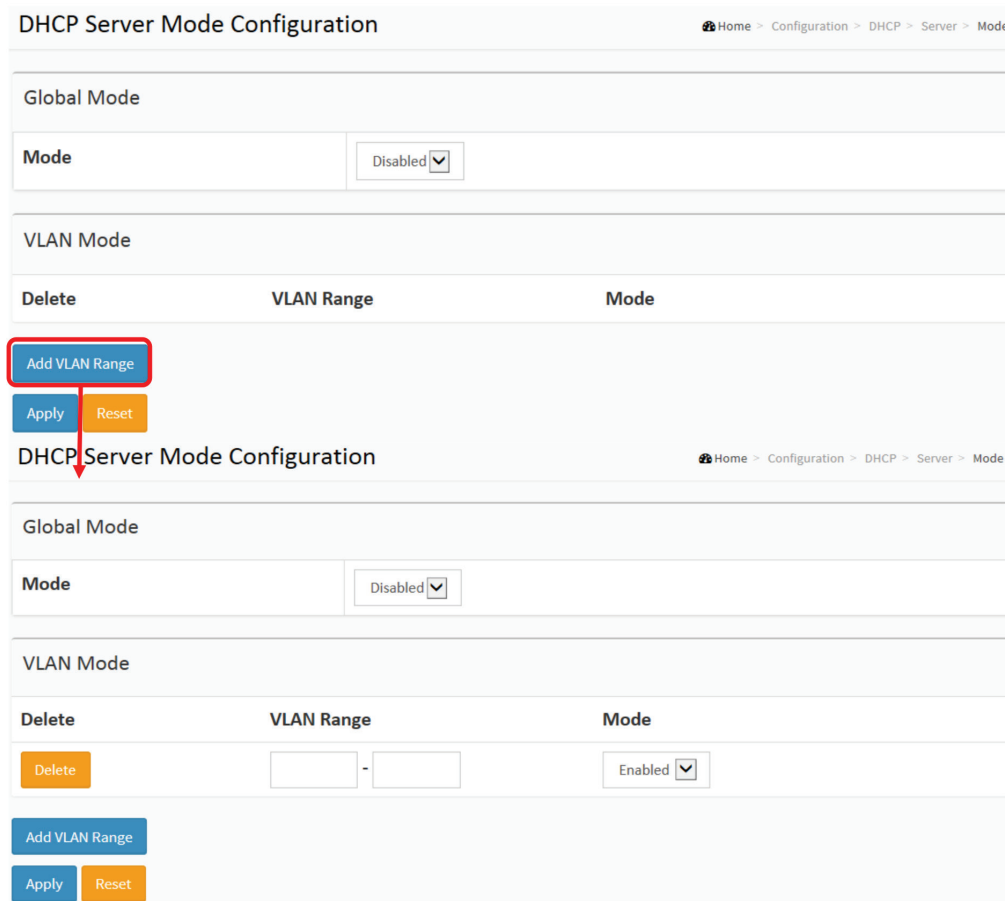 DHCP Server Mode Configuration
Home > Configuration > DHCP > Server > Mode
Global Mode
Mode Disabled
VLAN Mode
Delete VLAN Range Mode
Add VLAN Range
Apply Reset
DHCP Server Mode Configuration
Home > Configuration > DHCP > Server > Mode
Global Mode
Mode Disabled
VLAN Mode
Delete VLAN Range Mode
Delete - Enabled
Add VLAN Range
Apply Reset